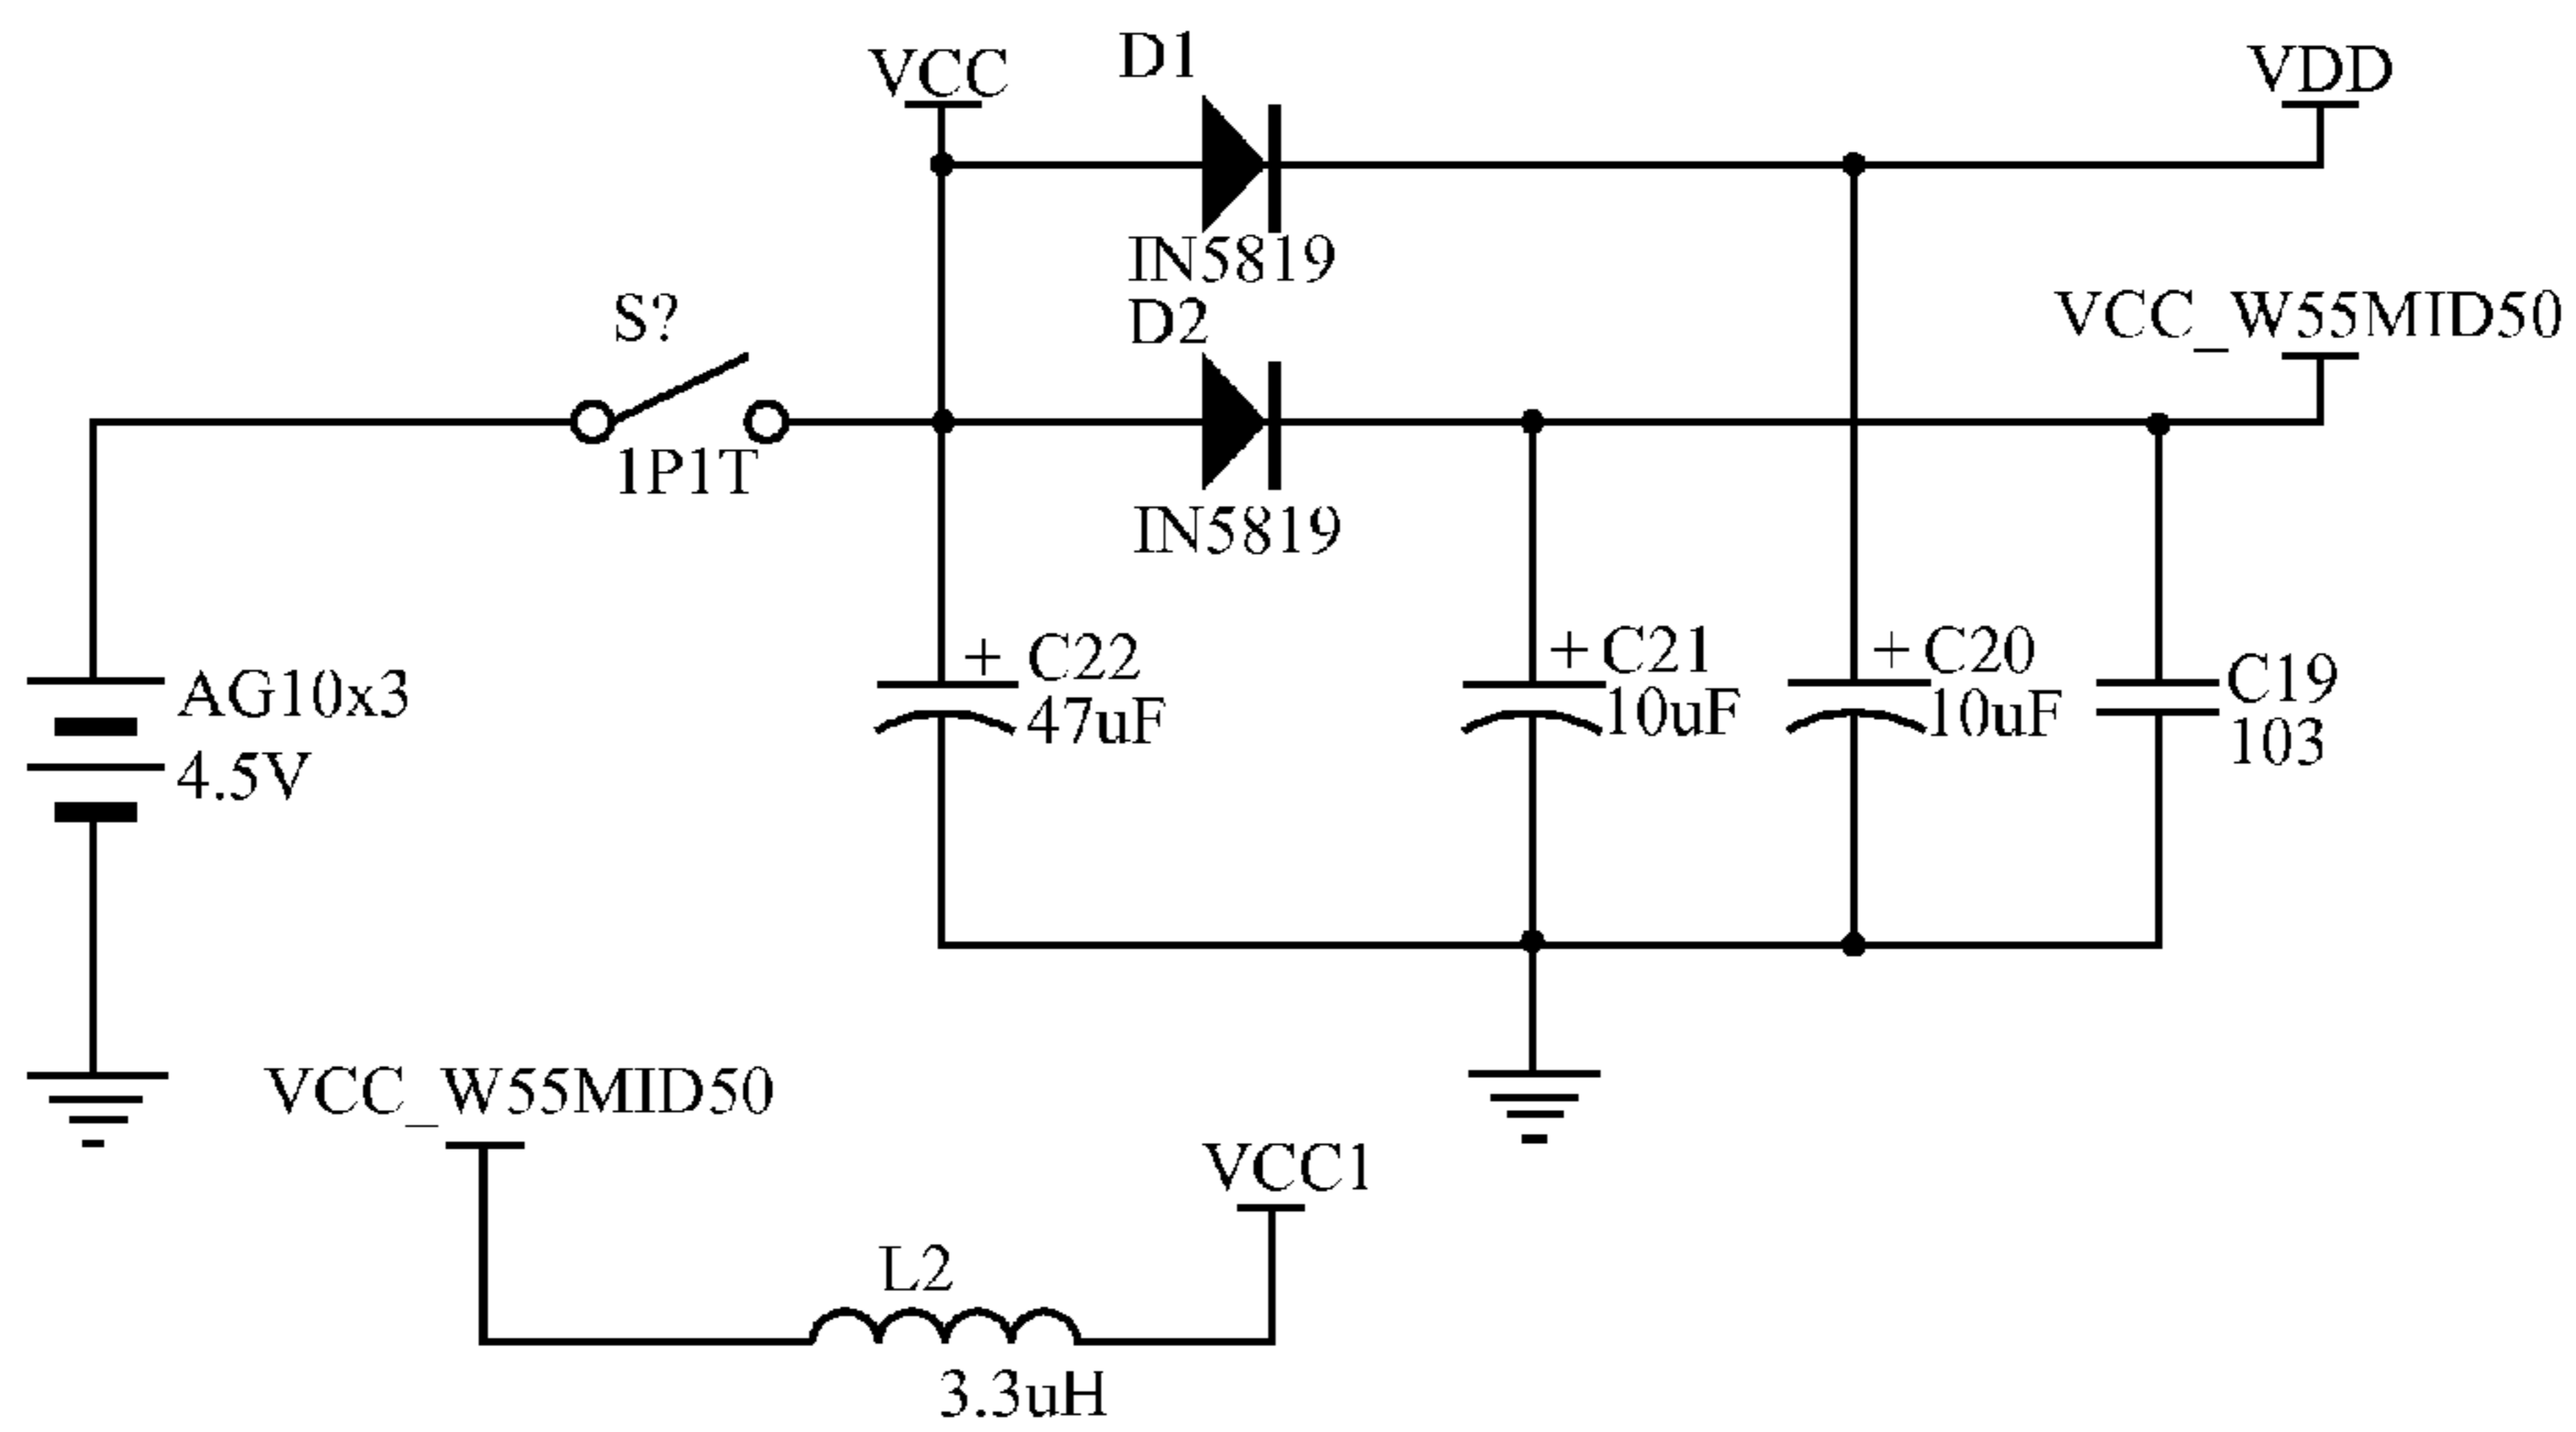 VCC
D1
VDD
IN5819
S?
D2
VCC_W55MID50
1P1T
IN5819
AG10x3
4.5V
+ C22
47uF
+ C21
10uF
+ C20
10uF
C19
103
VCC_W55MID50
VCC1
L2
3.3uH